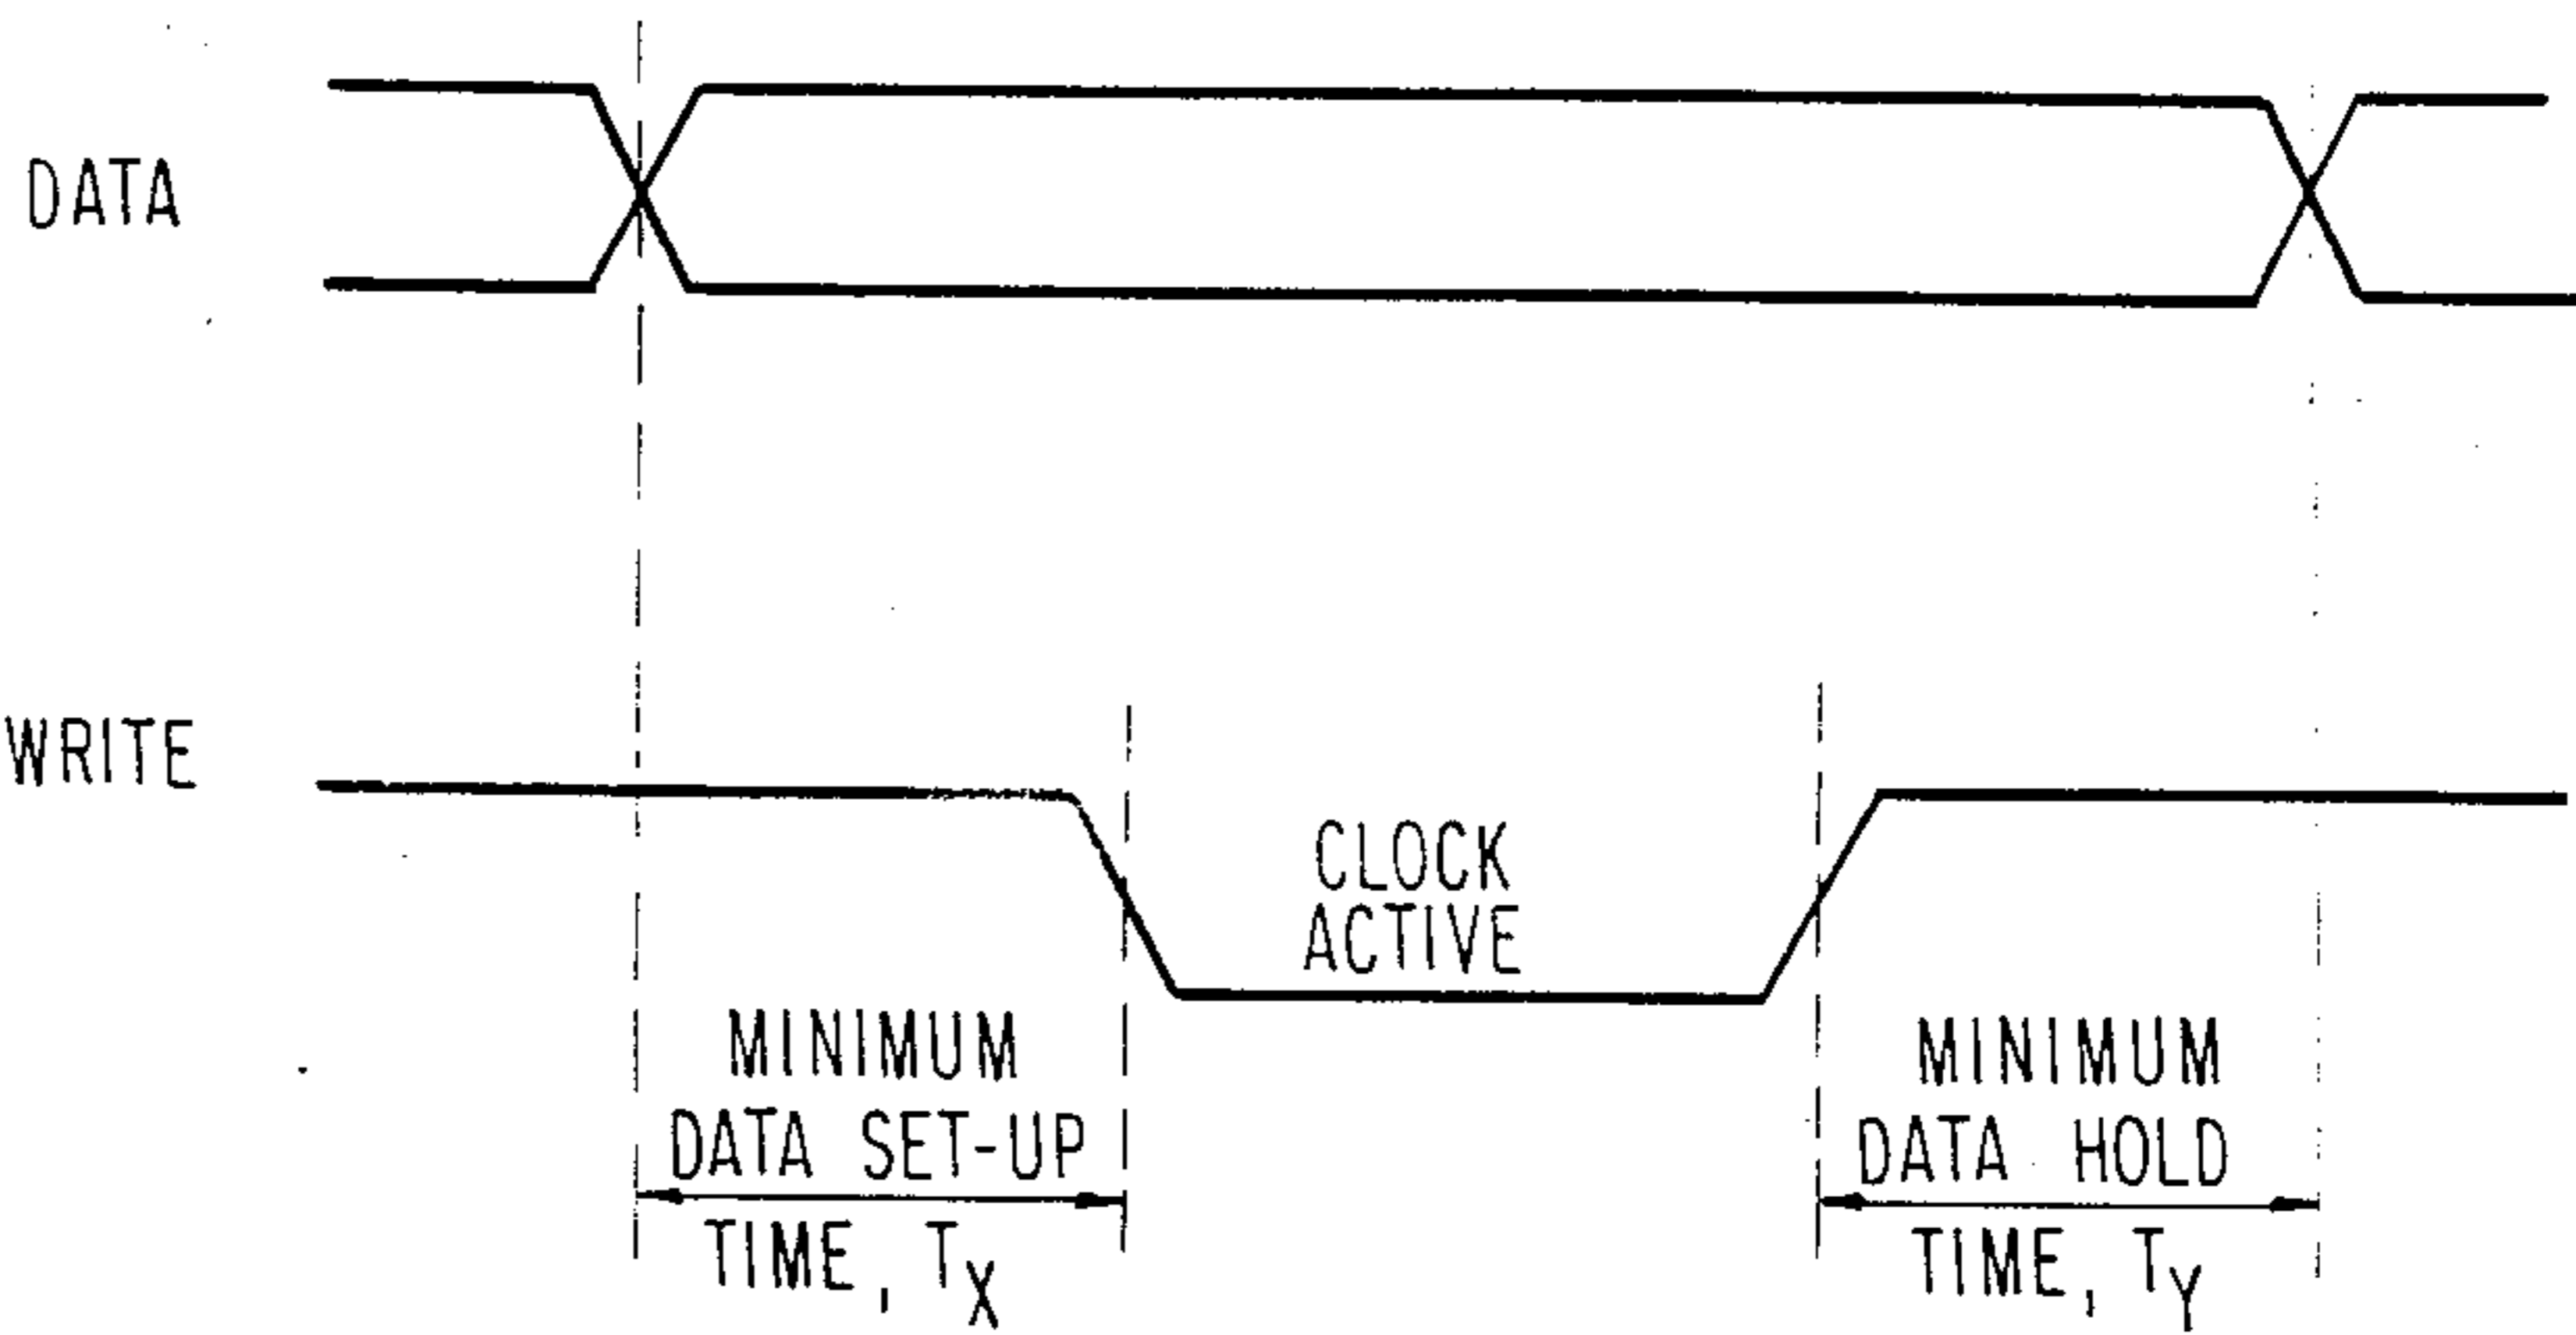 DATA
WRITE
CLOCK
ACTIVE
MINIMUM
DATA SET-UP
TIME, TX
MINIMUM
DATA HOLD
TIME, TY